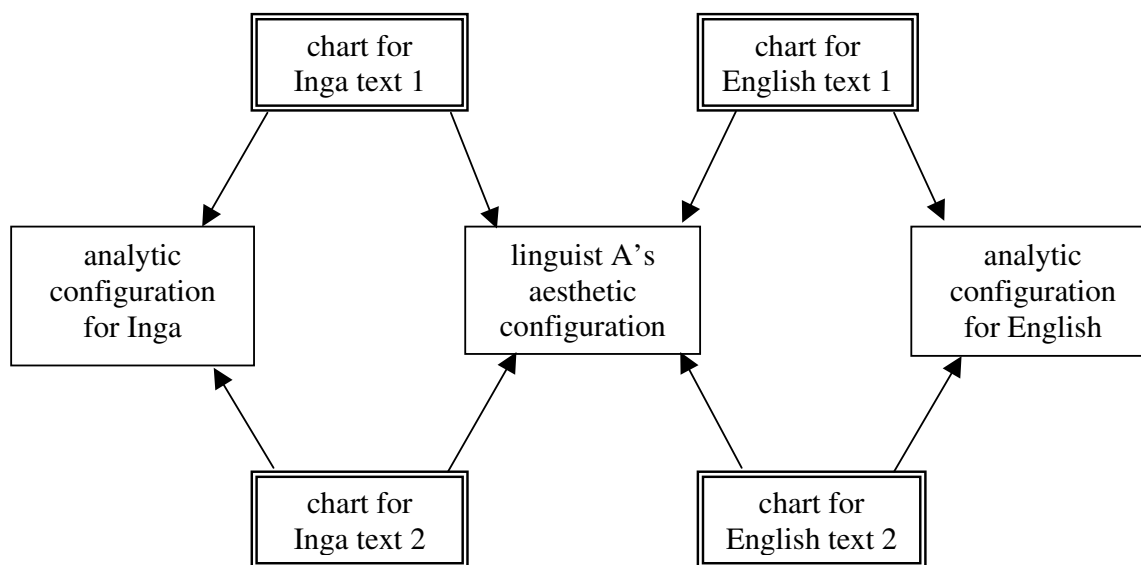 chart for
Inga text 1
chart for
English text 1
analytic
configuration
for Inga
linguist A’s
aesthetic
configuration
analytic
configuration
for English
chart for
Inga text 2
chart for
English text 2